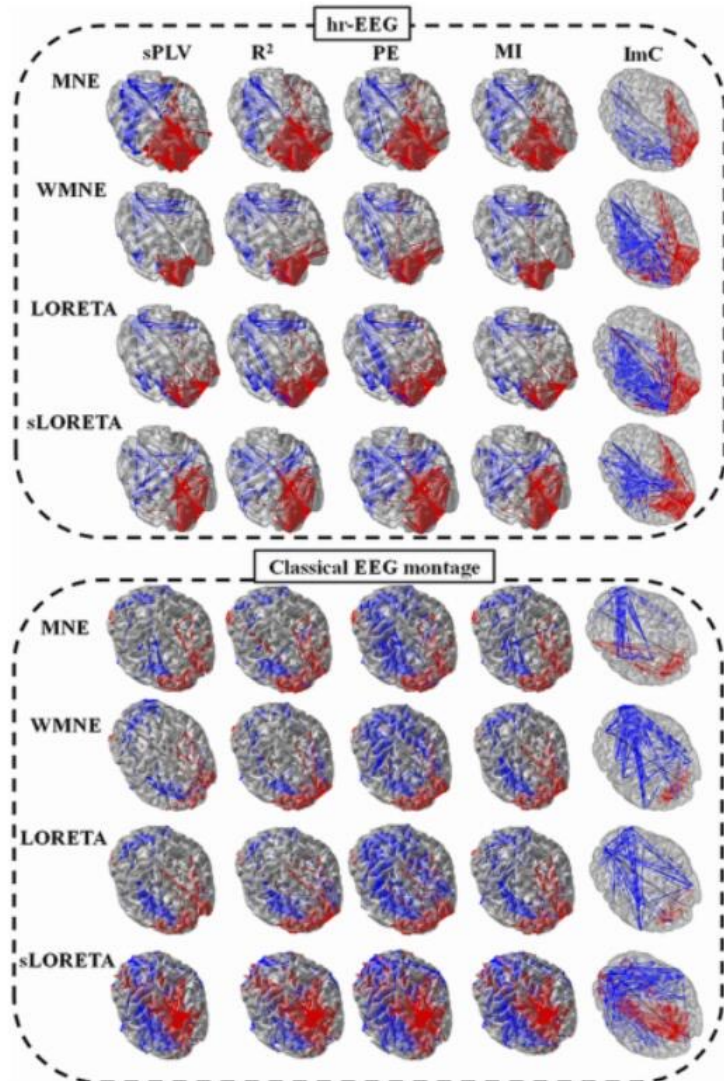 hr-EEG
sPLV R² PE MI ImC
MNE
WMNE
LORETA
sLORETA
Classical EEG montage
MNE
WMNE
LORETA
sLORETA